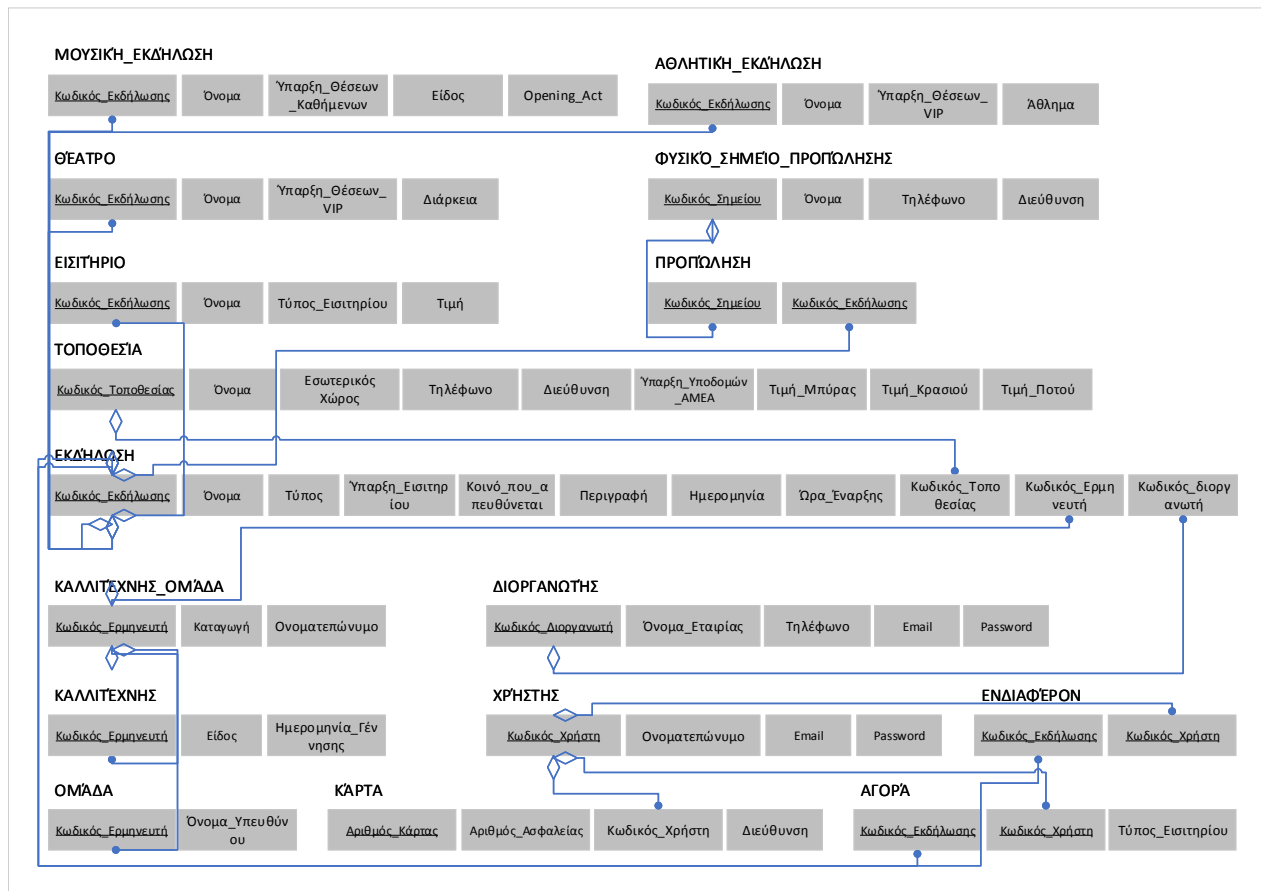 ΜΟΥΣΙΚΉ_ΕΚΔΉΛΩΣΗ
Κωδικός_Εκδήλωσης
Όνομα
Ύπαρξη_Θέσεων
_Καθήμενων
Είδος
Opening_Act
ΑΘΛΗΤΙΚΉ_ΕΚΔΉΛΩΣΗ
Κωδικός_Εκδήλωσης
Όνομα
Ύπαρξη_Θέσεων_
VIP
Άθλημα
ΘΈΑΤΡΟ
Κωδικός_Εκδήλωσης
Όνομα
Ύπαρξη_Θέσεων_
VIP
Διάρκεια
ΦΥΣΙΚΌ_ΣΗΜΕΊΟ_ΠΡΟΠΏΛΗΣΗΣ
Κωδικός_Σημείου
Όνομα
Τηλέφωνο
Διεύθυνση
ΕΙΣΙΤΉΡΙΟ
Κωδικός_Εκδήλωσης
Όνομα
Τύπος_Εισιτηρίου
Τιμή
ΠΡΟΠΏΛΗΣΗ
Κωδικός_Σημείου
Κωδικός_Εκδήλωσης
ΤΟΠΟΘΕΣΊΑ
Κωδικός_Τοποθεσίας
Όνομα
Εσωτερικός
Χώρος
Τηλέφωνο
Διεύθυνση
Ύπαρξη_Υποδομών
_ΑΜΕΑ
Τιμή_Μπύρας
Τιμή_Κρασιού
Τιμή_Ποτού
ΕΚΔΉΛΩΣΗ
Κωδικός_Εκδήλωσης
Όνομα
Τύπος
Ύπαρξη_Εισιτηρ
ίου
Κοινό_που_α
πευθύνεται
Περιγραφή
Ημερομηνία
Ώρα_Έναρξης
Κωδικός_Τοπο
θεσίας
Κωδικός_Ερμη
νευτή
Κωδικός_διοργ
ανωτή
ΚΑΛΛΙΤΈΧΝΗΣ_ΟΜΆΔΑ
Κωδικός_Ερμηνευτή
Καταγωγή
Ονοματεπώνυμο
ΔΙΟΡΓΑΝΩΤΉΣ
Κωδικός_Διοργανωτή
Όνομα_Εταιρίας
Τηλέφωνο
Email
Password
ΚΑΛΛΙΤΈΧΝΗΣ
Κωδικός_Ερμηνευτή
Είδος
Ημερομηνία_Γέν
νησης
ΧΡΉΣΤΗΣ
Κωδικός_Χρήστη
Ονοματεπώνυμο
Email
Password
ΕΝΔΙΑΦΈΡΟΝ
Κωδικός_Εκδήλωσης
Κωδικός_Χρήστη
ΟΜΆΔΑ
Κωδικός_Ερμηνευτή
Όνομα_Υπευθύν
ου
ΚΆΡΤΑ
Αριθμός_Κάρτας
Αριθμός_Ασφαλείας
Κωδικός_Χρήστη
Διεύθυνση
ΑΓΟΡΆ
Κωδικός_Εκδήλωσης
Κωδικός_Χρήστη
Τύπος_Εισιτηρίου